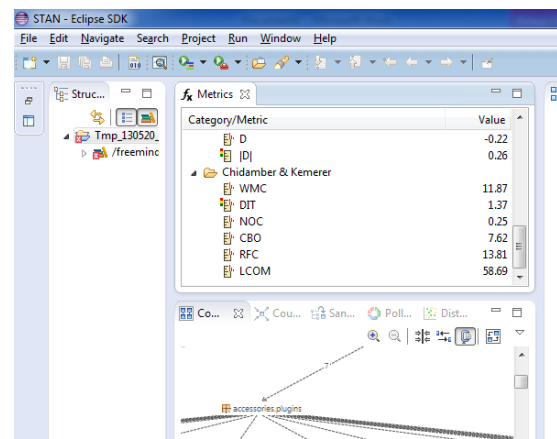 STAN - Eclipse SDK
File Edit Navigate Search Project Run Window Help
Struc...
Metrics
Tmp_130520_
/freeminc
Category/Metric Value
D -0.22
|D| 0.26
Chidamber & Kemerer
WMC 11.87
DIT 1.37
NOC 0.25
CBO 7.62
RFC 13.81
LCOM 58.69
Co... Cou... San... Poll... Dist...
7
accessories.plugins